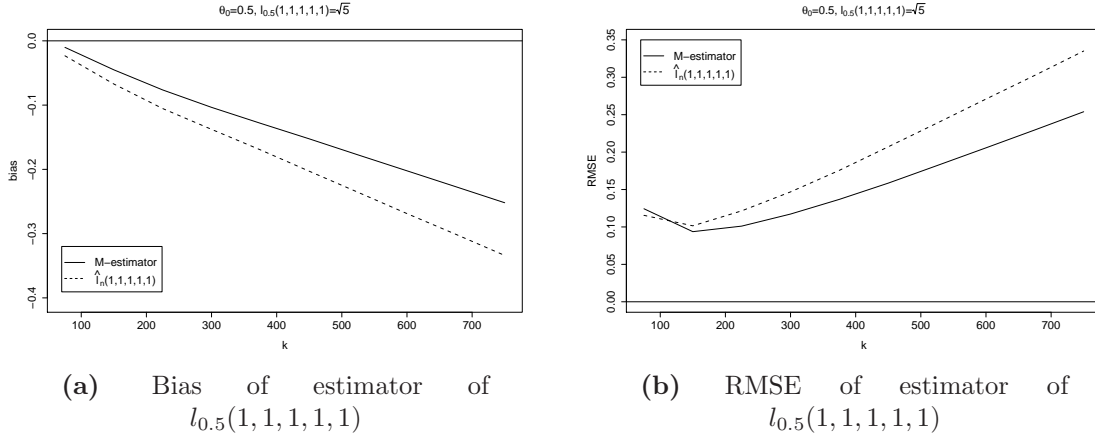 θ₀=0.5, l₀.₅(1,1,1,1,1)=√5
bias
0.0
−0.1
−0.2
−0.3
−0.4
M−estimator
l̂ₙ(1,1,1,1,1)
100 200 300 400 500 600 700
k
(a) Bias of estimator of
l₀.₅(1, 1, 1, 1, 1)
θ₀=0.5, l₀.₅(1,1,1,1,1)=√5
RMSE
0.35
0.30
0.25
0.20
0.15
0.10
0.05
0.00
M−estimator
l̂ₙ(1,1,1,1,1)
100 200 300 400 500 600 700
k
(b) RMSE of estimator of
l₀.₅(1, 1, 1, 1, 1)